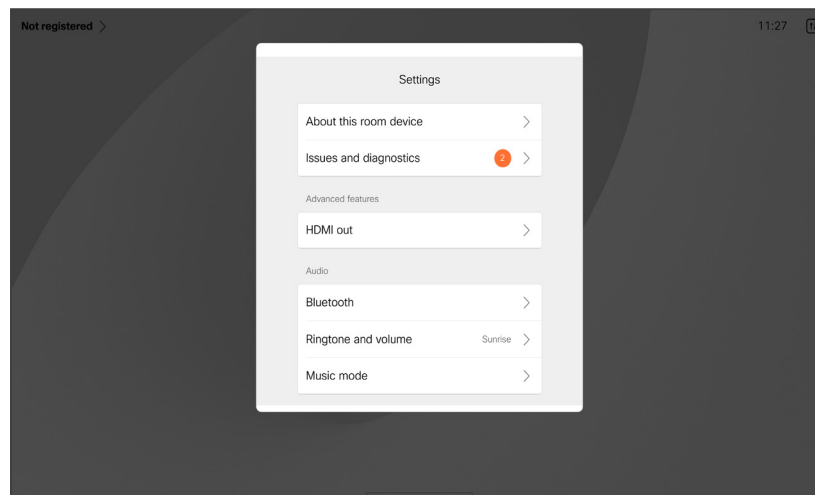 Not registered
11:27
Settings
About this room device
Issues and diagnostics 2
Advanced features
HDMI out
Audio
Bluetooth
Ringtone and volume Sunrise
Music mode